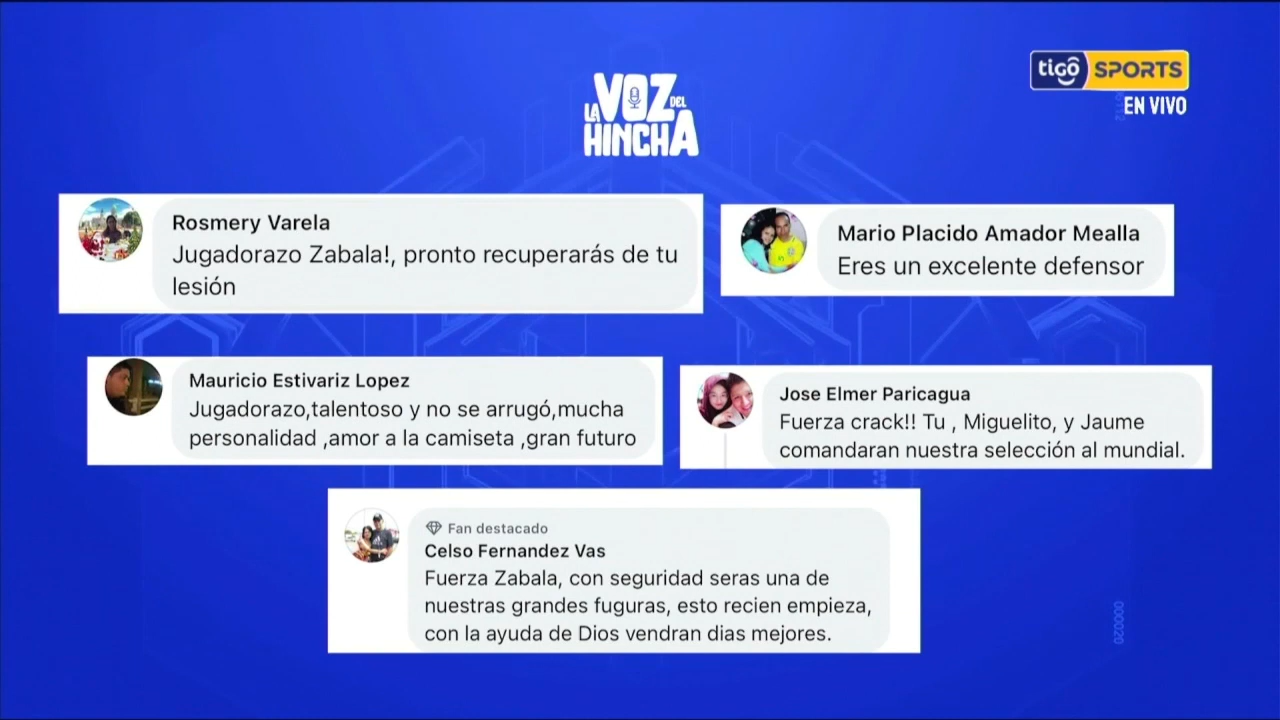 tigo SPORTS
EN VIVO
LA VOZ DEL
HINCHA
Rosmery Varela
Jugadorazo Zabala!, pronto recuperarás de tu
lesión
Mario Placido Amador Mealla
Eres un excelente defensor
Mauricio Estivariz Lopez
Jugadorazo,talentoso y no se arrugó,mucha
personalidad ,amor a la camiseta ,gran futuro
Jose Elmer Paricagua
Fuerza crack!! Tu , Miguelito, y Jaume
comandaran nuestra selección al mundial.
Fan destacado
Celso Fernandez Vas
Fuerza Zabala, con seguridad seras una de
nuestras grandes fuguras, esto recien empieza,
con la ayuda de Dios vendran dias mejores.
000020